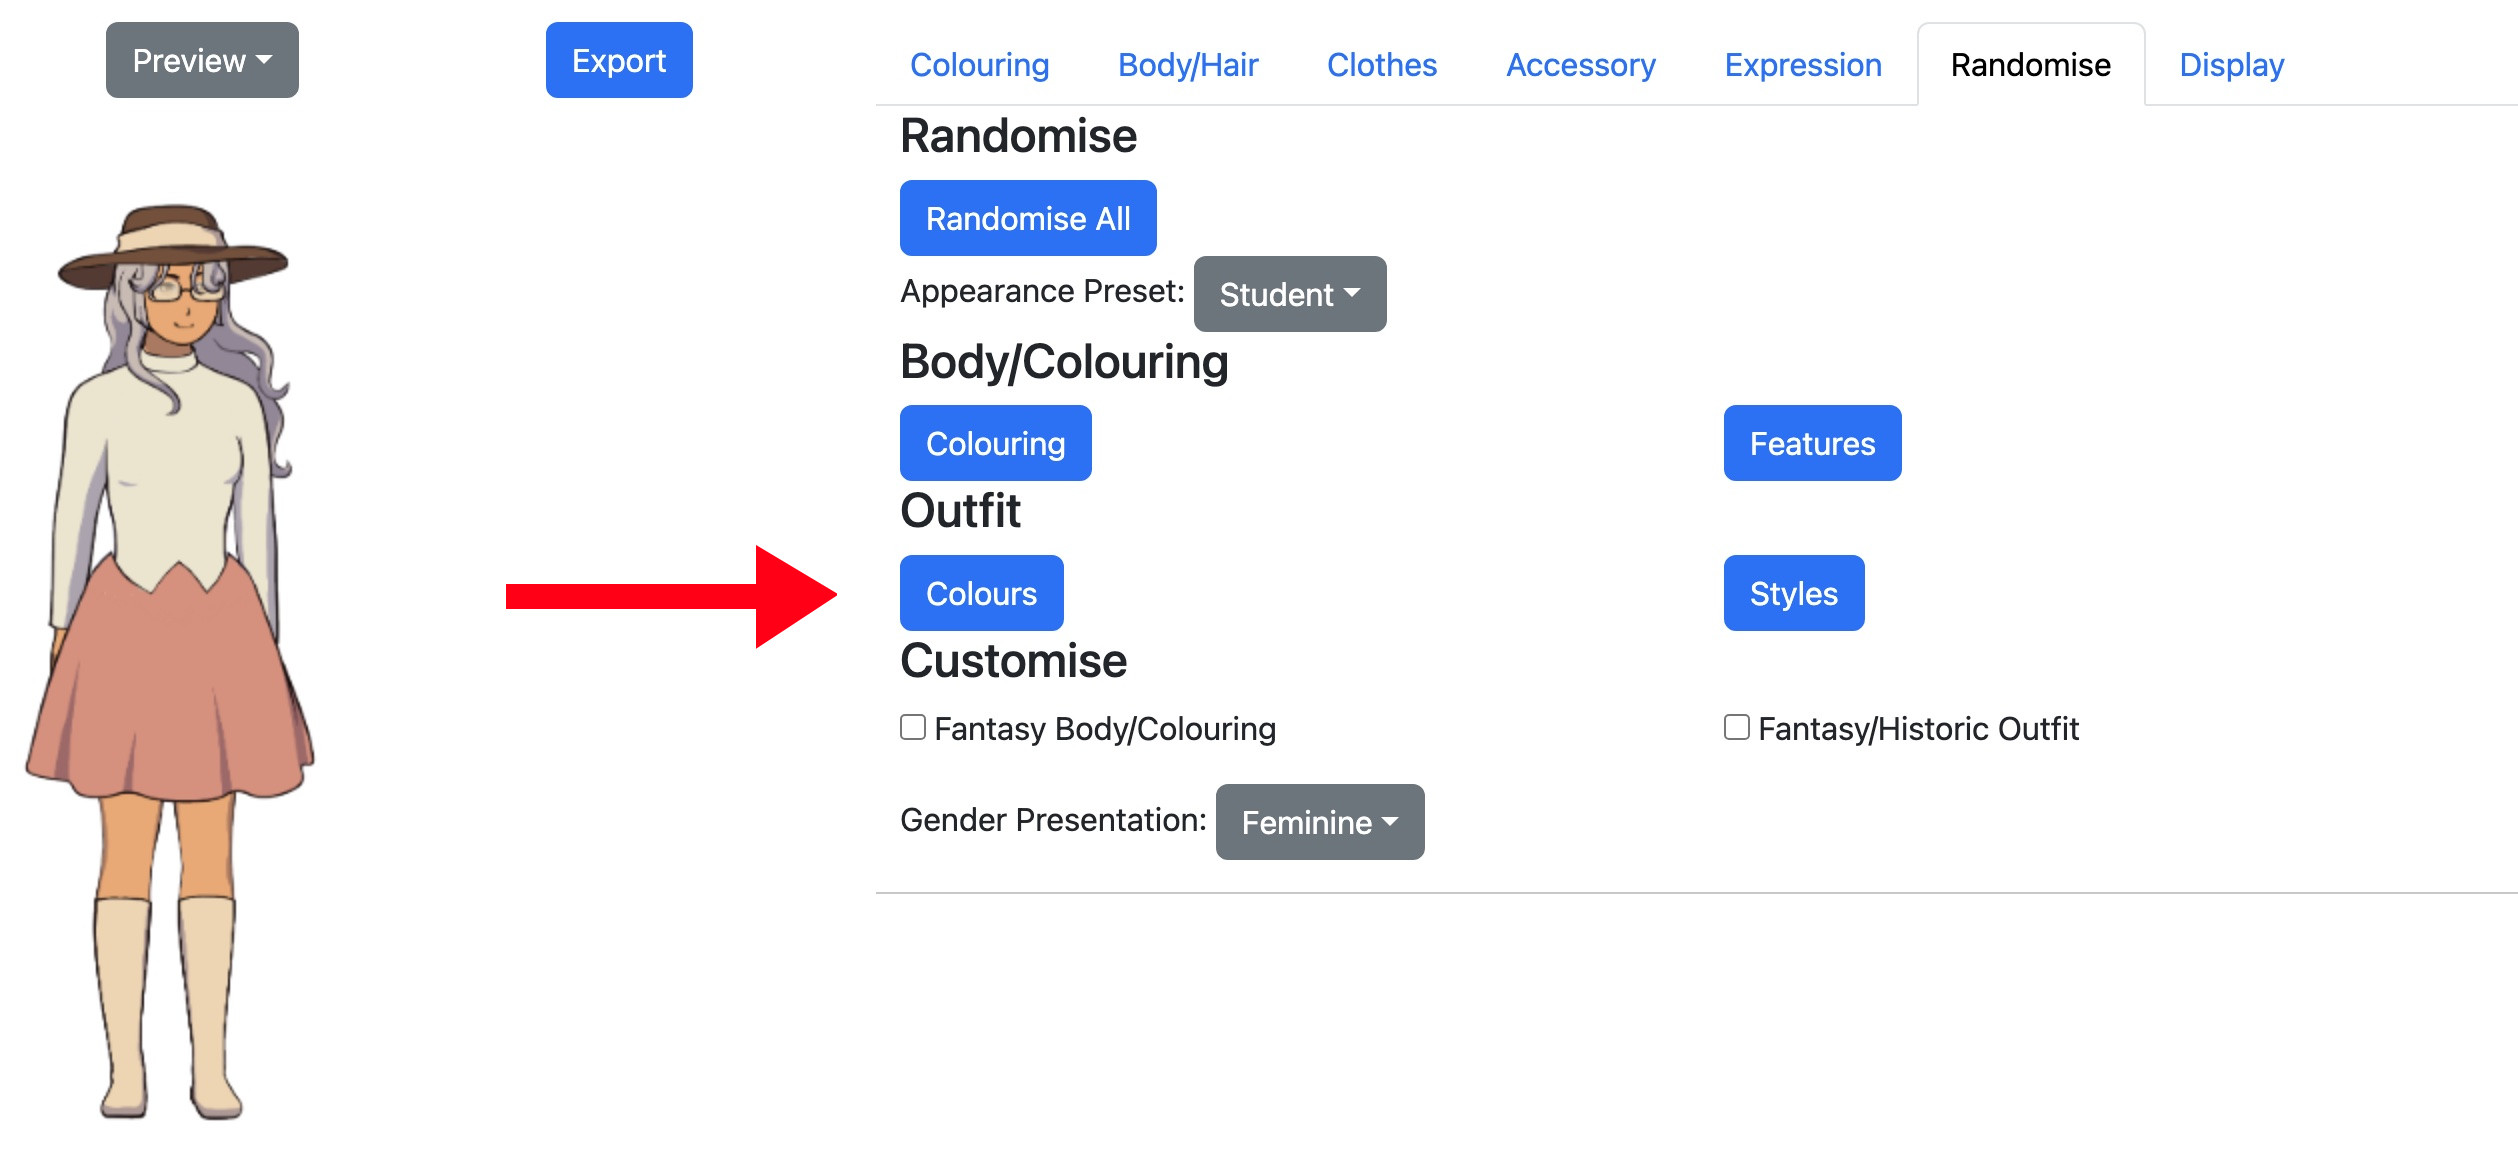 Preview
Export
Colouring Body/Hair Clothes Accessory Expression Randomise Display
Randomise
Randomise All
Appearance Preset: Student
Body/Colouring
Colouring Features
Outfit
Colours Styles
Customise
Fantasy Body/Colouring Fantasy/Historic Outfit
Gender Presentation: Feminine